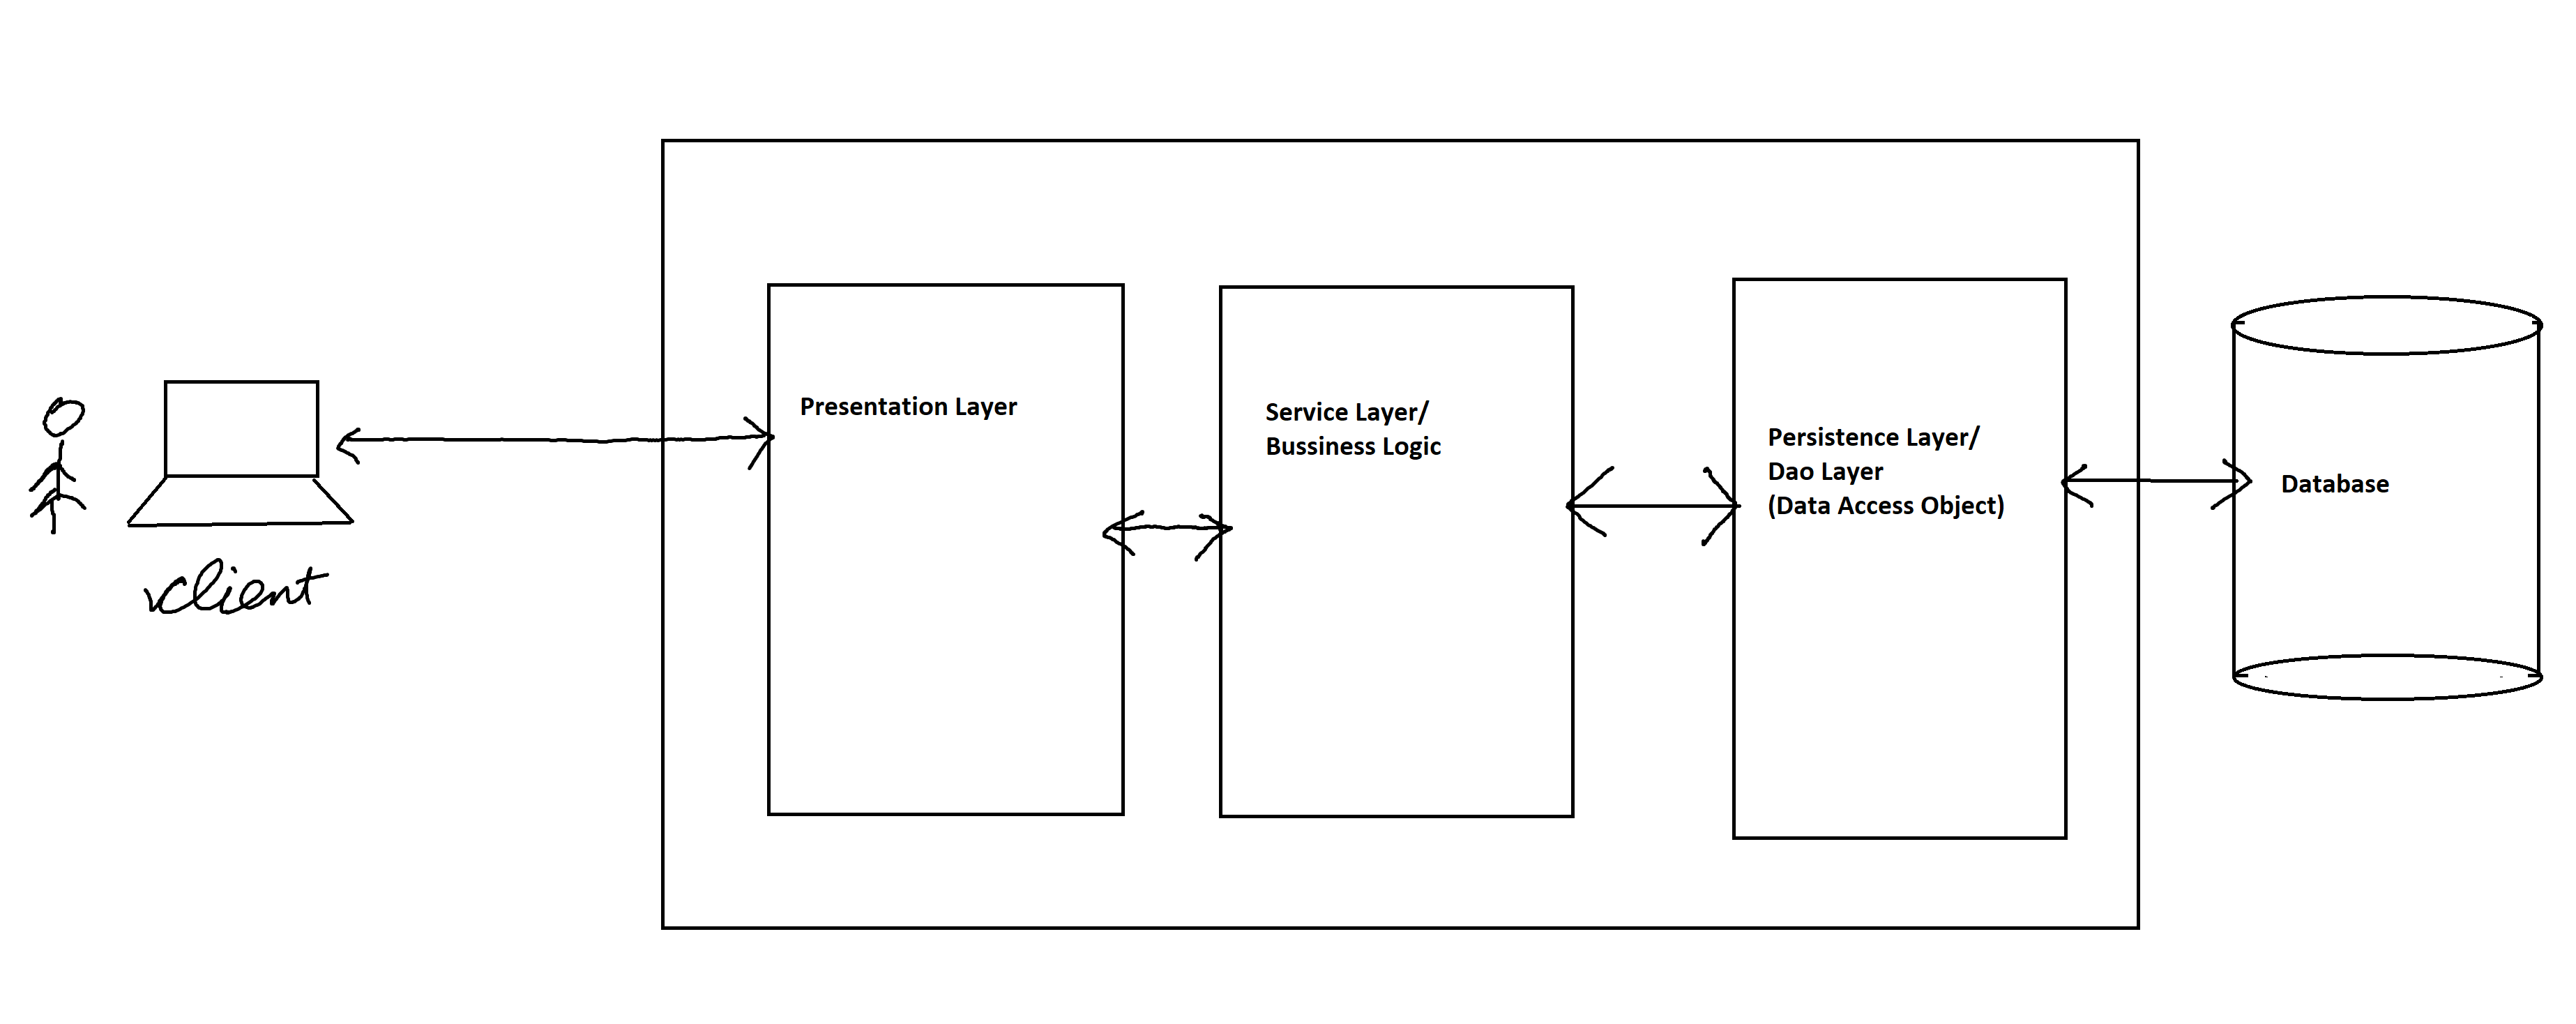 client
Presentation Layer
Service Layer/
Bussiness Logic
Persistence Layer/
Dao Layer
(Data Access Object)
Database